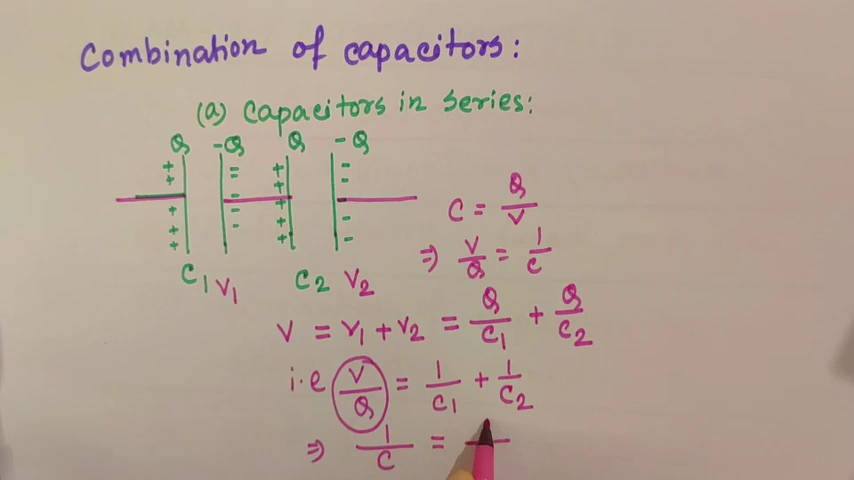 Combination of capacitors:
(a) Capacitors in series:
Q -Q Q -Q
C = Q/V
⇒ V/Q = 1/C
C1 V1 C2 V2
V = V1 + V2 = Q/C1 + Q/C2
i.e V/Q = 1/C1 + 1/C2
⇒ 1/C =